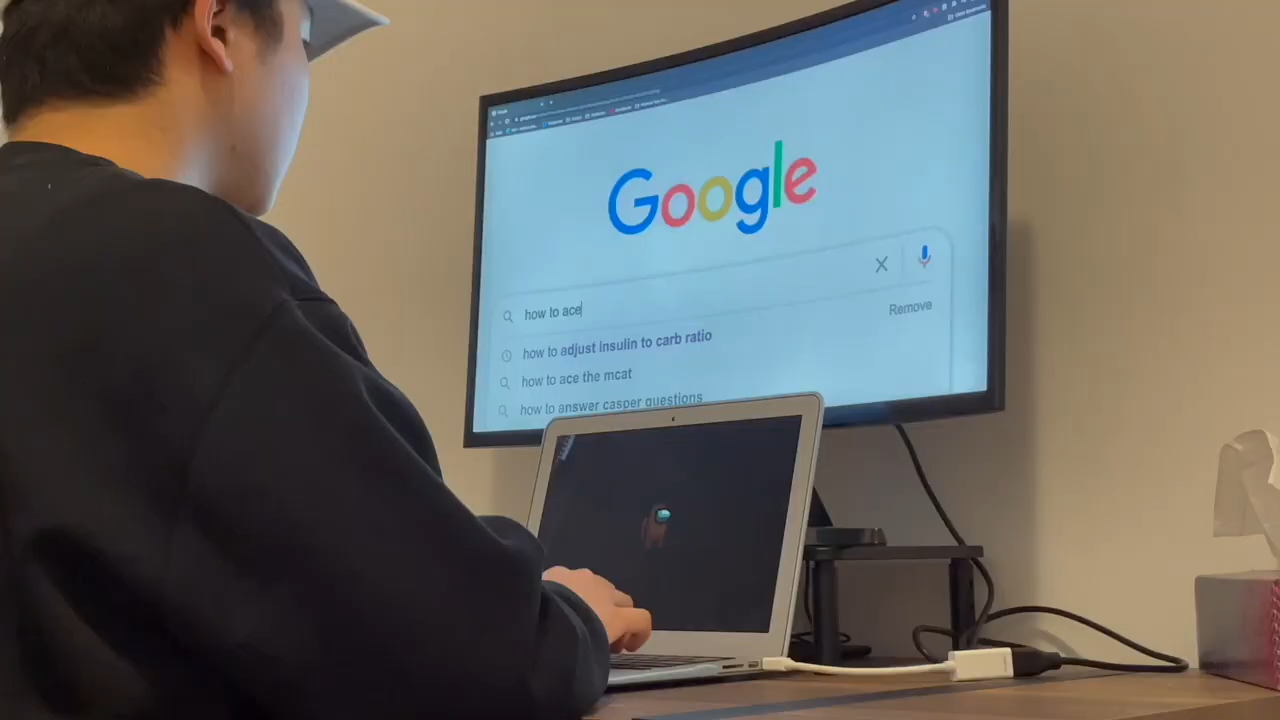 Google
how to ace
Remove
how to adjust insulin to carb ratio
how to ace the mcat
how to answer casper questions